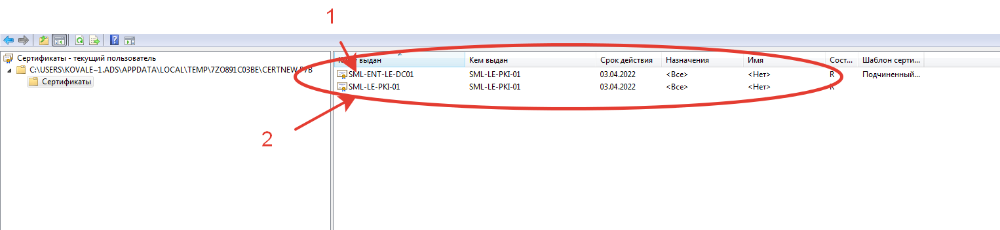 1
Сертификаты - текущий пользователь
C:\USERS\KOVALE~1.ADS\APPDATA\LOCAL\TEMP\7ZO891C03BE\CERTNEW.P7B
Сертификаты
выдан Кем выдан Срок действия Назначения Имя Сост... Шаблон серти...
SML-ENT-LE-DC01 SML-LE-PKI-01 03.04.2022 <Все> <Нет> R Подчиненный...
SML-LE-PKI-01 SML-LE-PKI-01 03.04.2022 <Все> <Нет> R
2